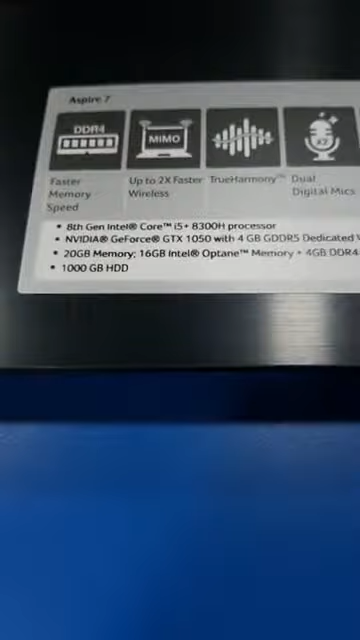 Aspire 7
DDR4
MIMO
x2
Faster Memory Speed
Up to 2X Faster Wireless
TrueHarmony™
Dual Digital Mics
• 8th Gen Intel® Core™ i5+ 8300H processor
• NVIDIA® GeForce® GTX 1050 with 4 GB GDDR5 Dedicated
• 20GB Memory; 16GB Intel® Optane™ Memory + 4GB DDR4
• 1000 GB HDD